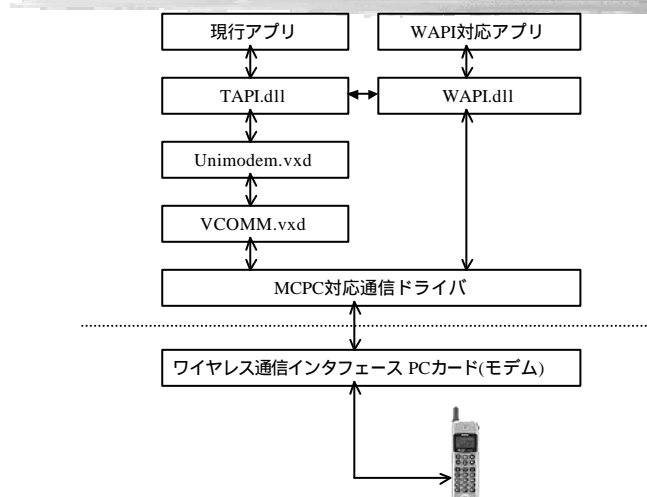 現行アプリ
WAPI対応アプリ
TAPI.dll
WAPI.dll
Unimodem.vxd
VCOMM.vxd
MCPC対応通信ドライバ
ワイヤレス通信インタフェース PCカード(モデム)